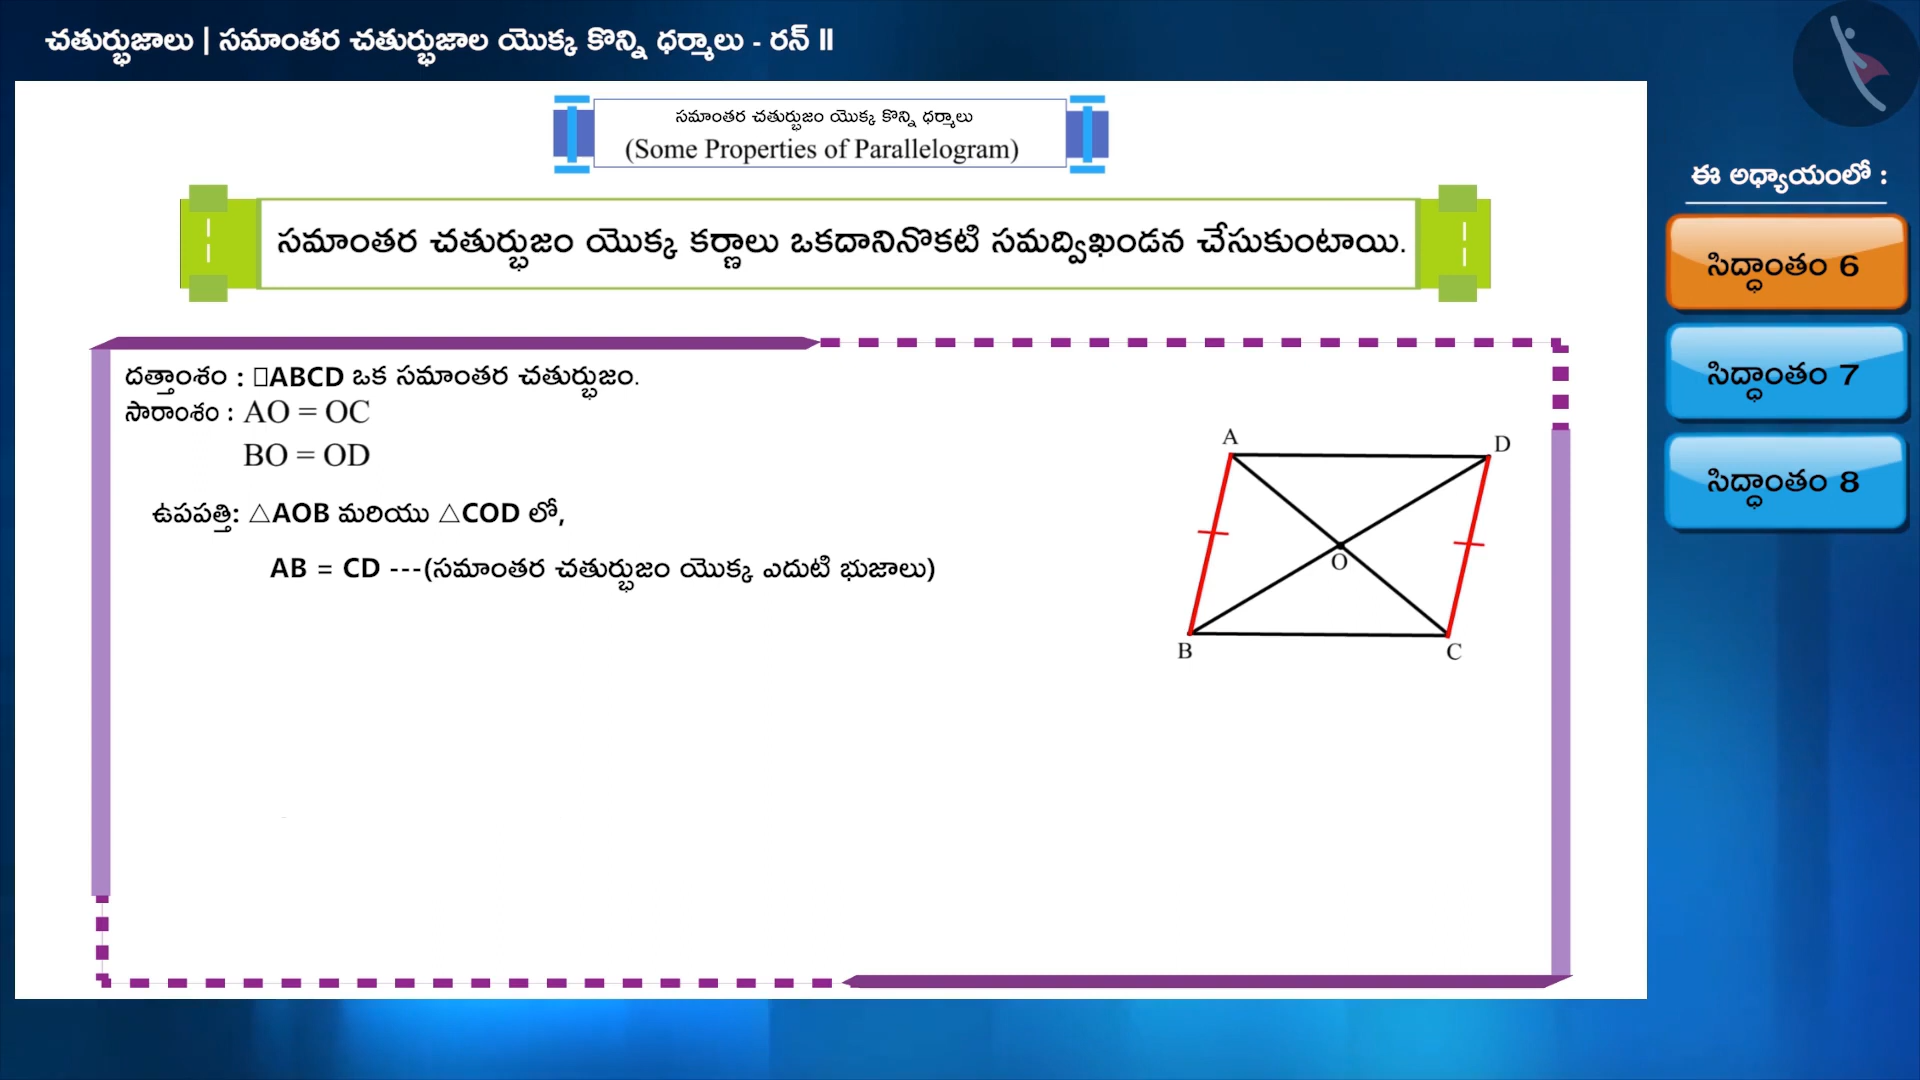 చతుర్భుజాలు | సమాంతర చతుర్భుజాల యొక్క కొన్ని ధర్మాలు - రన్ II
సమాంతర చతుర్భుజం యొక్క కొన్ని ధర్మాలు
(Some Properties of Parallelogram)
సమాంతర చతుర్భుజం యొక్క కర్ణాలు ఒకదానినొకటి సమద్విఖండన చేసుకుంటాయి.
దత్తాంశం : □ABCD ఒక సమాంతర చతుర్భుజం.
సారాంశం : AO = OC
BO = OD
ఉపపత్తి: △AOB మరియు △COD లో,
AB = CD ---(సమాంతర చతుర్భుజం యొక్క ఎదుటి భుజాలు)
A
D
O
B
C
ఈ అధ్యాయంలో :
సిద్ధాంతం 6
సిద్ధాంతం 7
సిద్ధాంతం 8